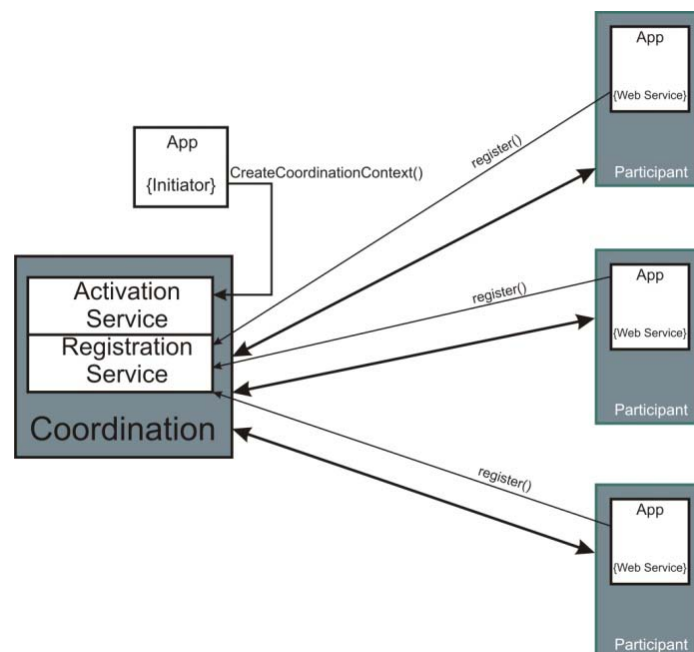 App
{Web Service}
Participant
register()
App
{Initiator}
CreateCoordinationContext()
Activation
Service
Registration
Service
Coordination
register()
App
{Web Service}
Participant
register()
App
{Web Service}
Participant